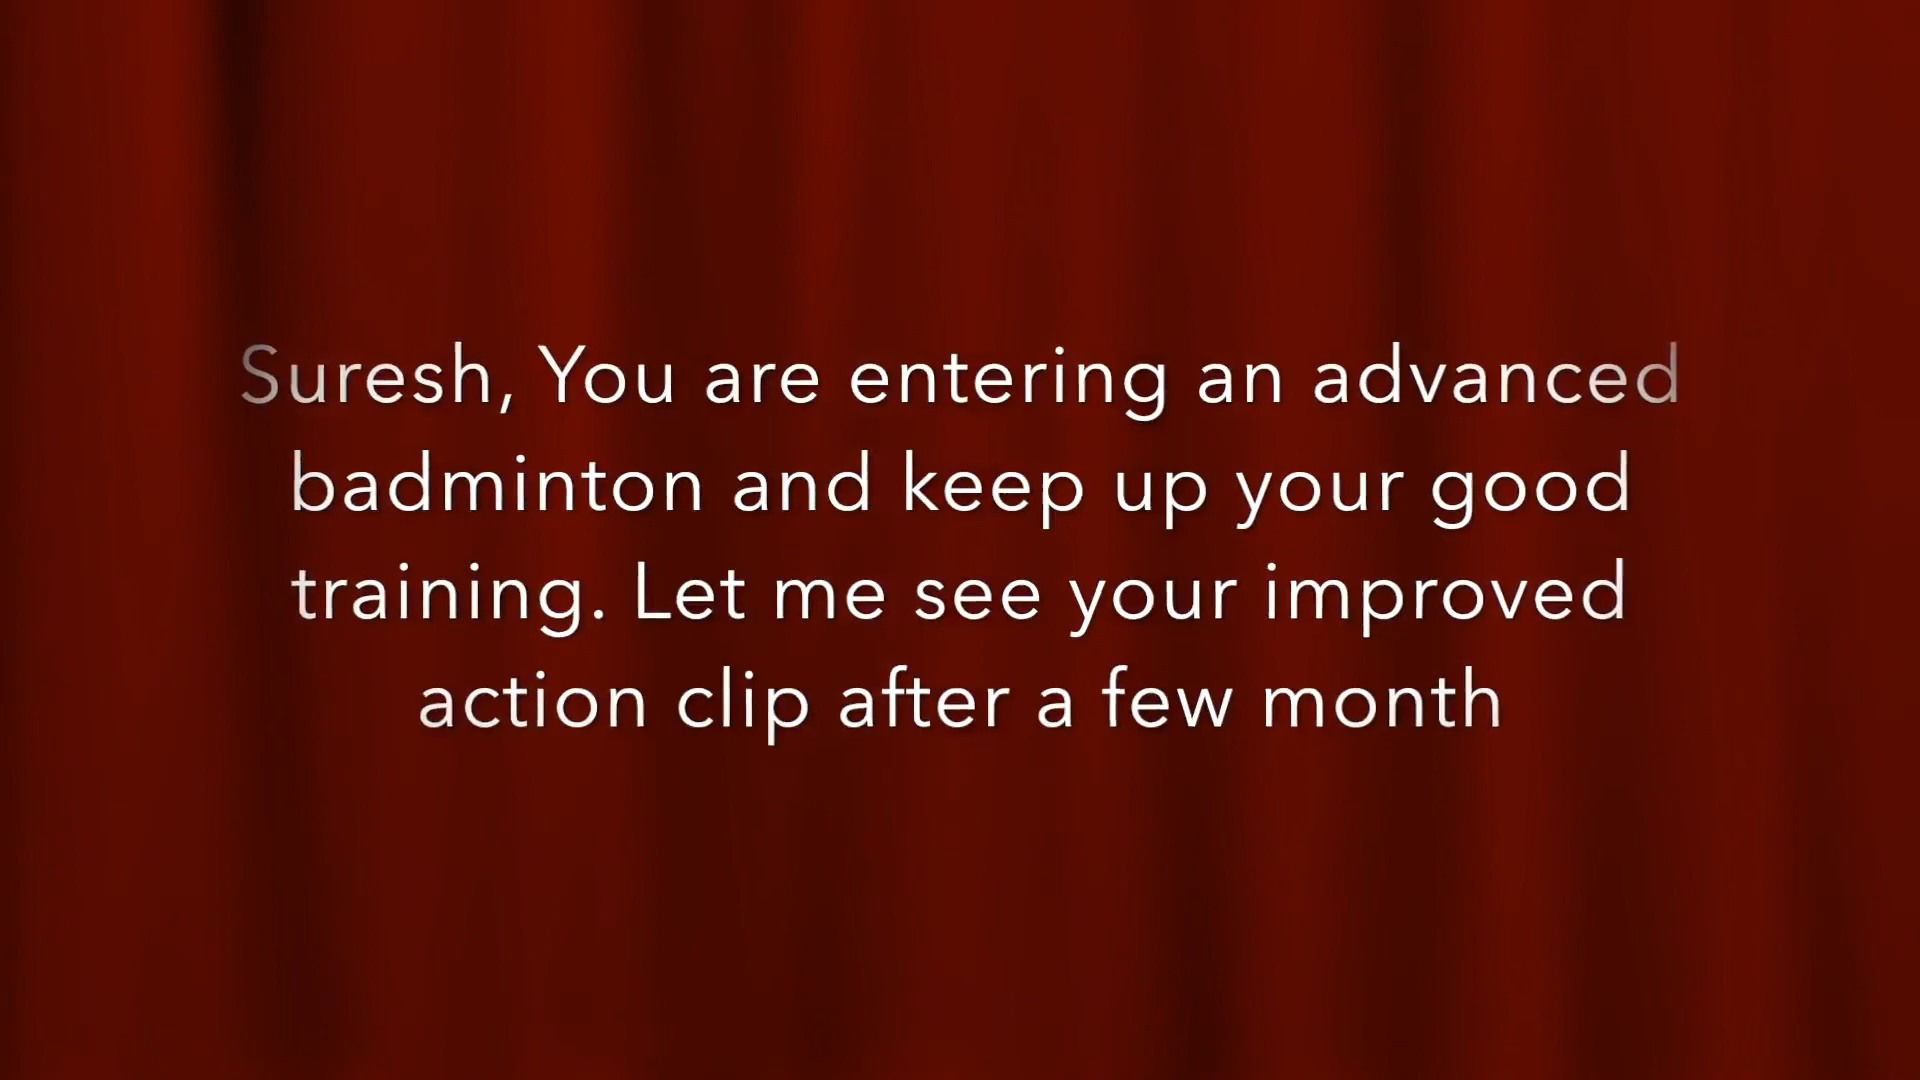 Suresh, You are entering an advanced
badminton and keep up your good
training. Let me see your improved
action clip after a few month